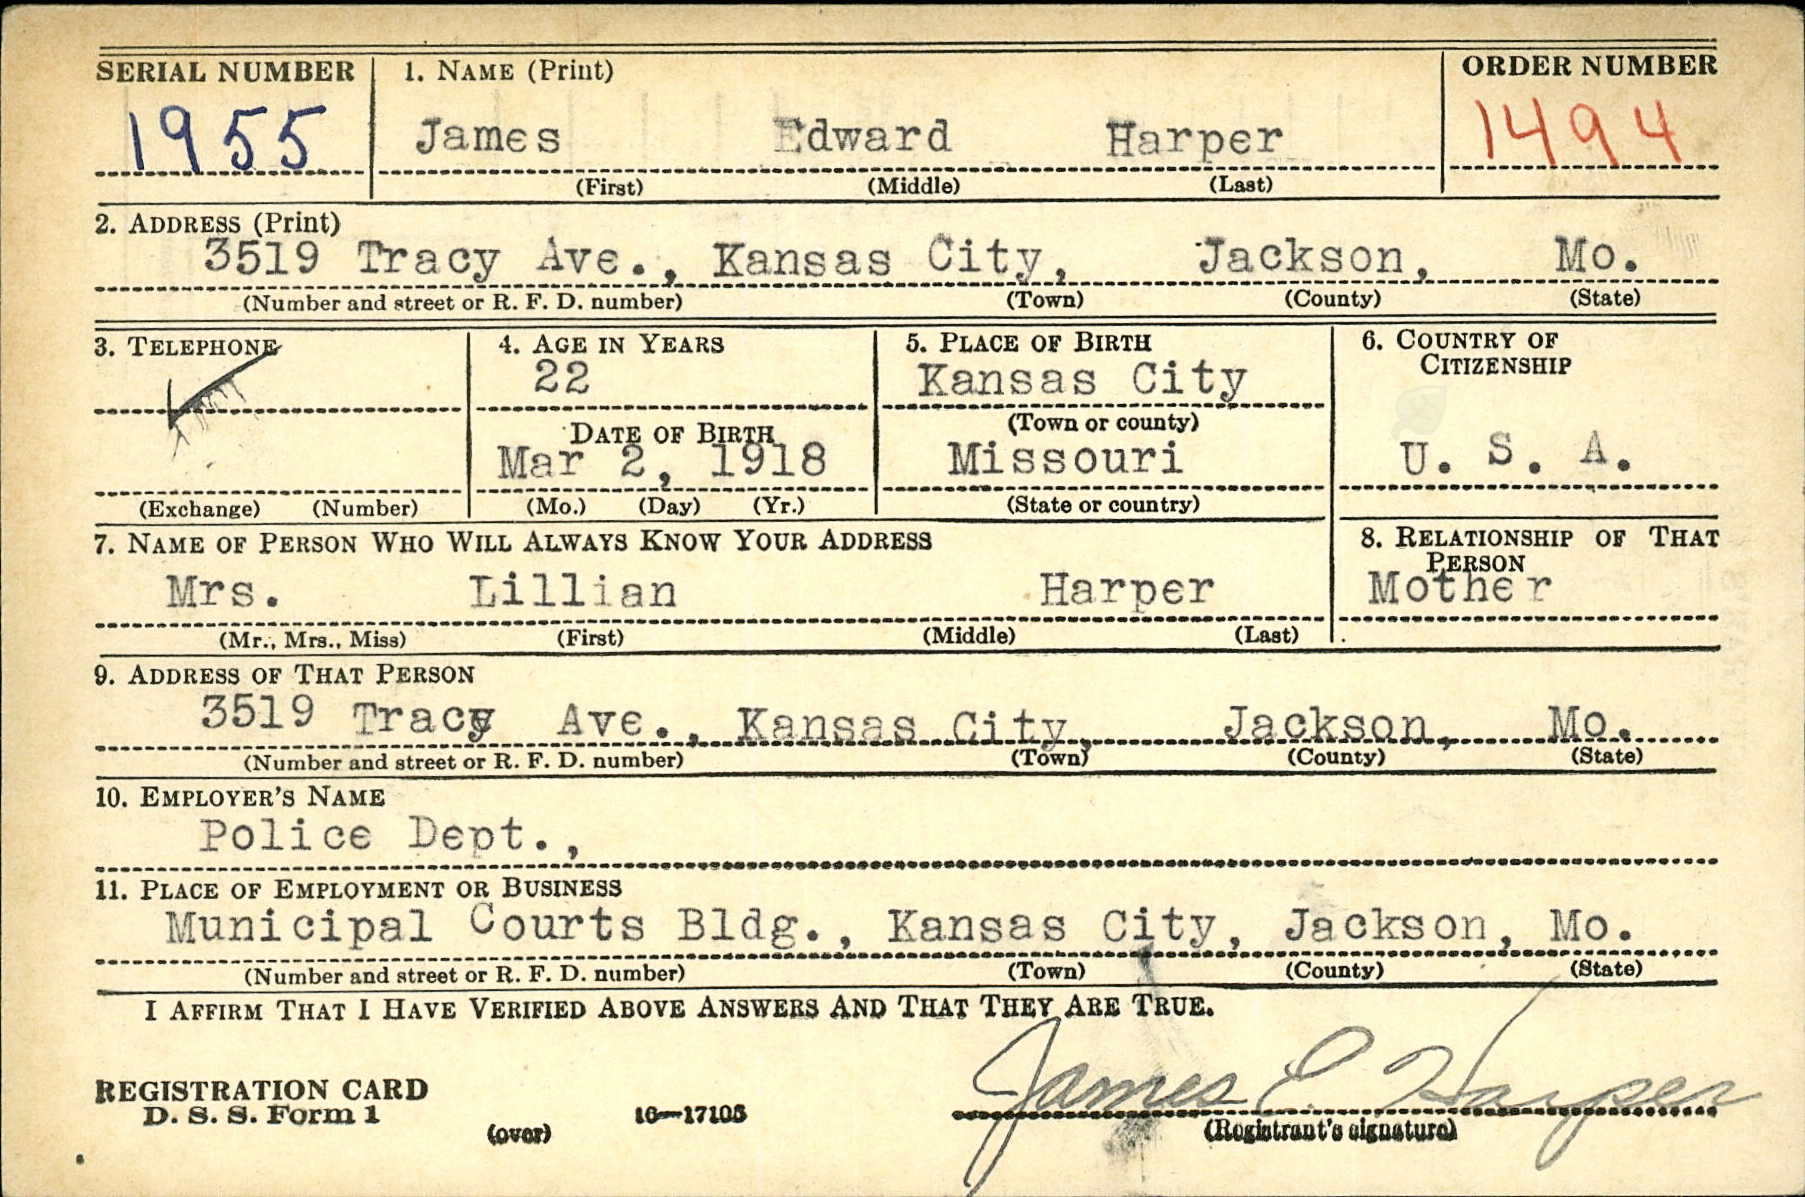 SERIAL NUMBER 1. NAME (Print) ORDER NUMBER
1955 James Edward Harper 1494
(First) (Middle) (Last)
2. ADDRESS (Print)
3519 Tracy Ave., Kansas City, Jackson, Mo.
(Number and street or R. F. D. number) (Town) (County) (State)
3. TELEPHONE 4. AGE IN YEARS 5. PLACE OF BIRTH 6. COUNTRY OF
CITIZENSHIP
22 Kansas City
(Town or county)
DATE OF BIRTH
Mar 2, 1918 Missouri U. S. A.
(Exchange) (Number) (Mo.) (Day) (Yr.) (State or country)
7. NAME OF PERSON WHO WILL ALWAYS KNOW YOUR ADDRESS 8. RELATIONSHIP OF THAT
PERSON
Mrs. Lillian Harper Mother
(Mr., Mrs., Miss) (First) (Middle) (Last)
9. ADDRESS OF THAT PERSON
3519 Tracy Ave., Kansas City, Jackson, Mo.
(Number and street or R. F. D. number) (Town) (County) (State)
10. EMPLOYER'S NAME
Police Dept.,
11. PLACE OF EMPLOYMENT OR BUSINESS
Municipal Courts Bldg., Kansas City, Jackson, Mo.
(Number and street or R. F. D. number) (Town) (County) (State)
I AFFIRM THAT I HAVE VERIFIED ABOVE ANSWERS AND THAT THEY ARE TRUE.
James E. Harper
REGISTRATION CARD
D. S. S. Form 1 16—17105
(over) (Registrant's signature)